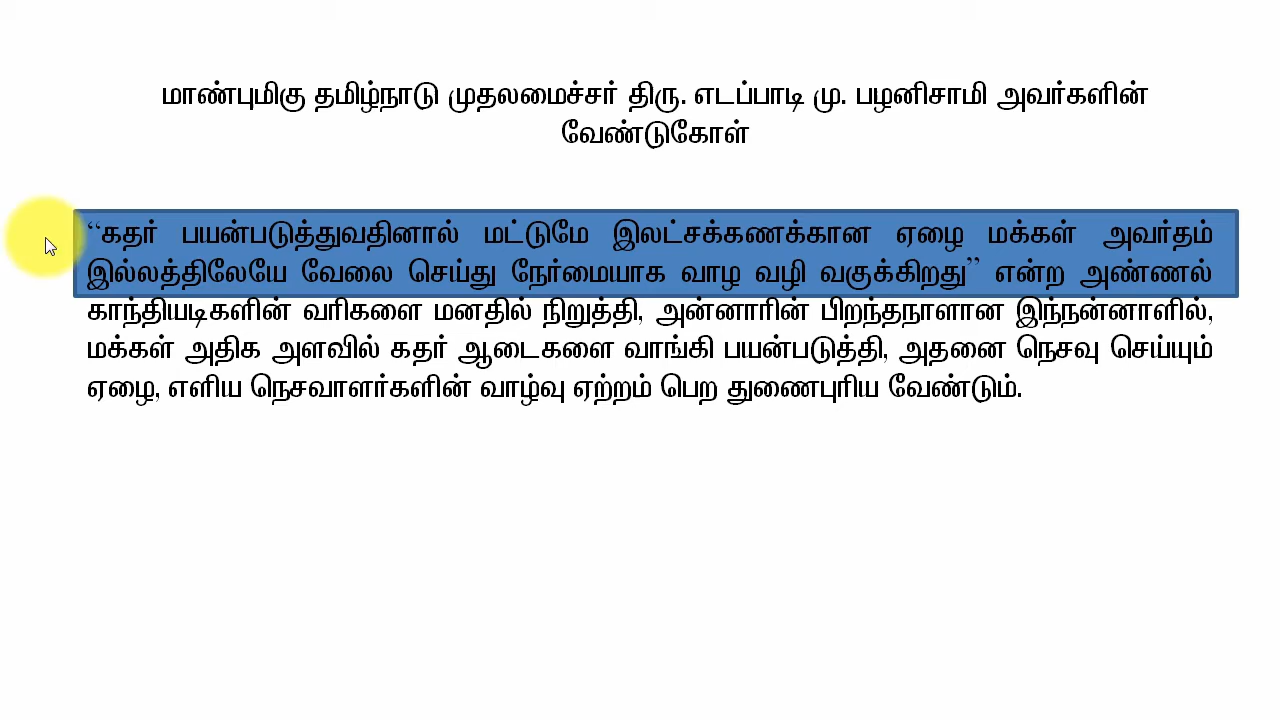 மாண்புமிகு தமிழ்நாடு முதலமைச்சர் திரு. எடப்பாடி மு. பழனிசாமி அவர்களின்
வேண்டுகோள்
“கதர் பயன்படுத்துவதினால் மட்டுமே இலட்சக்கணக்கான ஏழை மக்கள் அவர்தம்
இல்லத்திலேயே வேலை செய்து நேர்மையாக வாழ வழி வகுக்கிறது” என்ற அண்ணல்
காந்தியடிகளின் வரிகளை மனதில் நிறுத்தி, அன்னாரின் பிறந்தநாளான இந்நன்னாளில்,
மக்கள் அதிக அளவில் கதர் ஆடைகளை வாங்கி பயன்படுத்தி, அதனை நெசவு செய்யும்
ஏழை, எளிய நெசவாளர்களின் வாழ்வு ஏற்றம் பெற துணைபுரிய வேண்டும்.